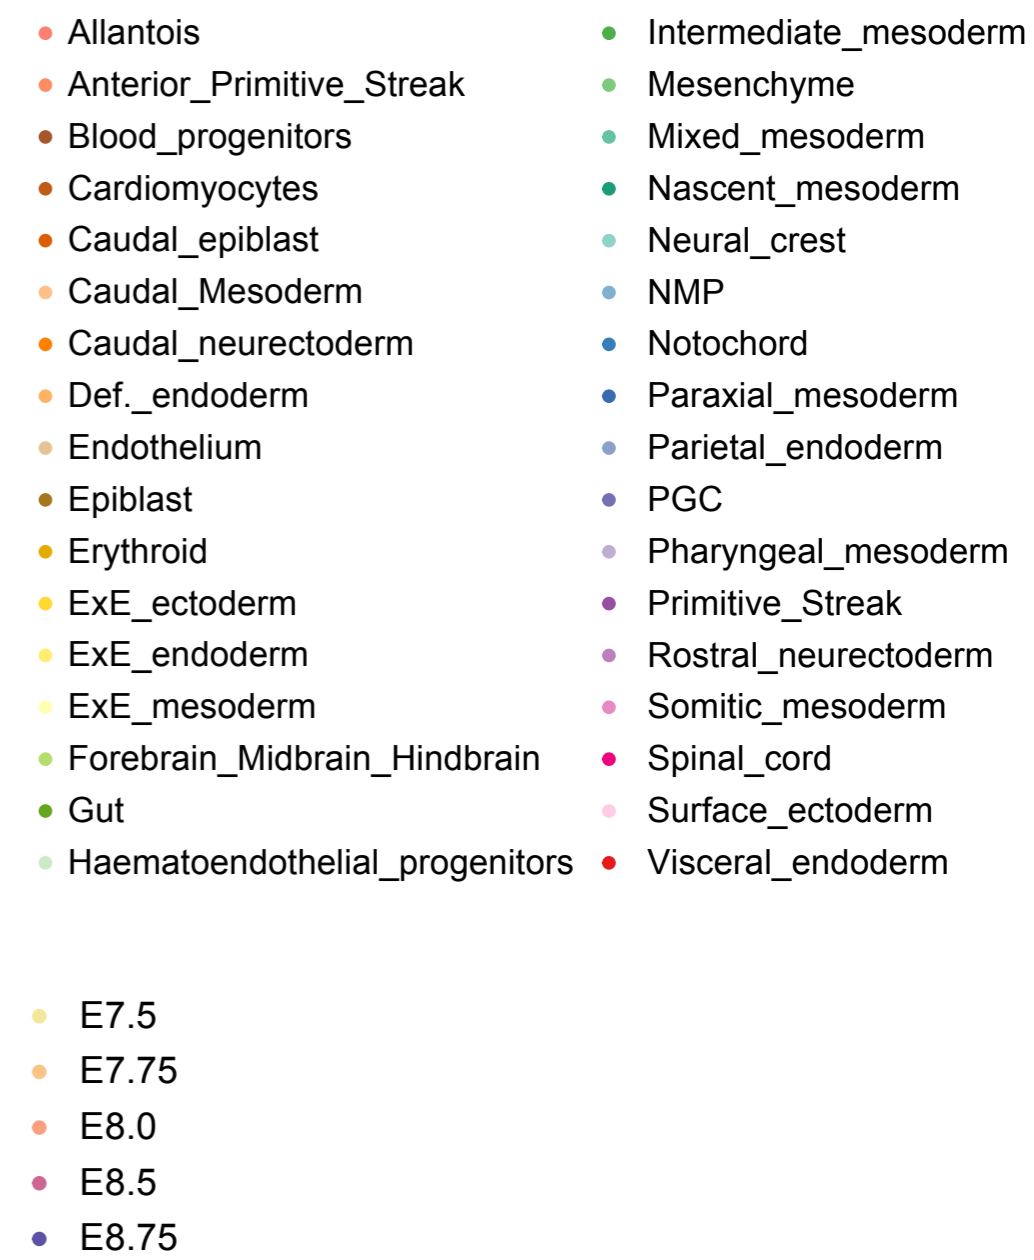 Allantois
Anterior_Primitive_Streak
Blood_progenitors
Cardiomyocytes
Caudal_epiblast
Caudal_Mesoderm
Caudal_neurectoderm
Def._endoderm
Endothelium
Epiblast
Erythroid
ExE_ectoderm
ExE_endoderm
ExE_mesoderm
Forebrain_Midbrain_Hindbrain
Gut
Haematoendothelial_progenitors
Intermediate_mesoderm
Mesenchyme
Mixed_mesoderm
Nascent_mesoderm
Neural_crest
NMP
Notochord
Paraxial_mesoderm
Parietal_endoderm
PGC
Pharyngeal_mesoderm
Primitive_Streak
Rostral_neurectoderm
Somitic_mesoderm
Spinal_cord
Surface_ectoderm
Visceral_endoderm
E7.5
E7.75
E8.0
E8.5
E8.75